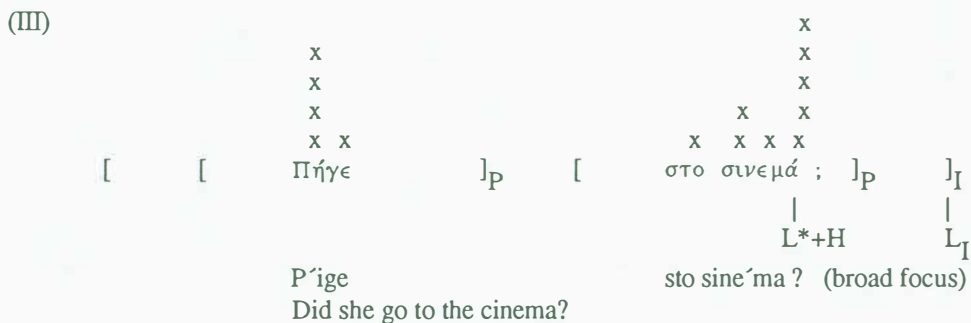 (III) x
x x
x x
x x x
x x x x x x
[ [ Πήγε ]P [ στο σινεμά ; ]P ]I
| |
L*+H LI
P´ige sto sine´ma ? (broad focus)
Did she go to the cinema?